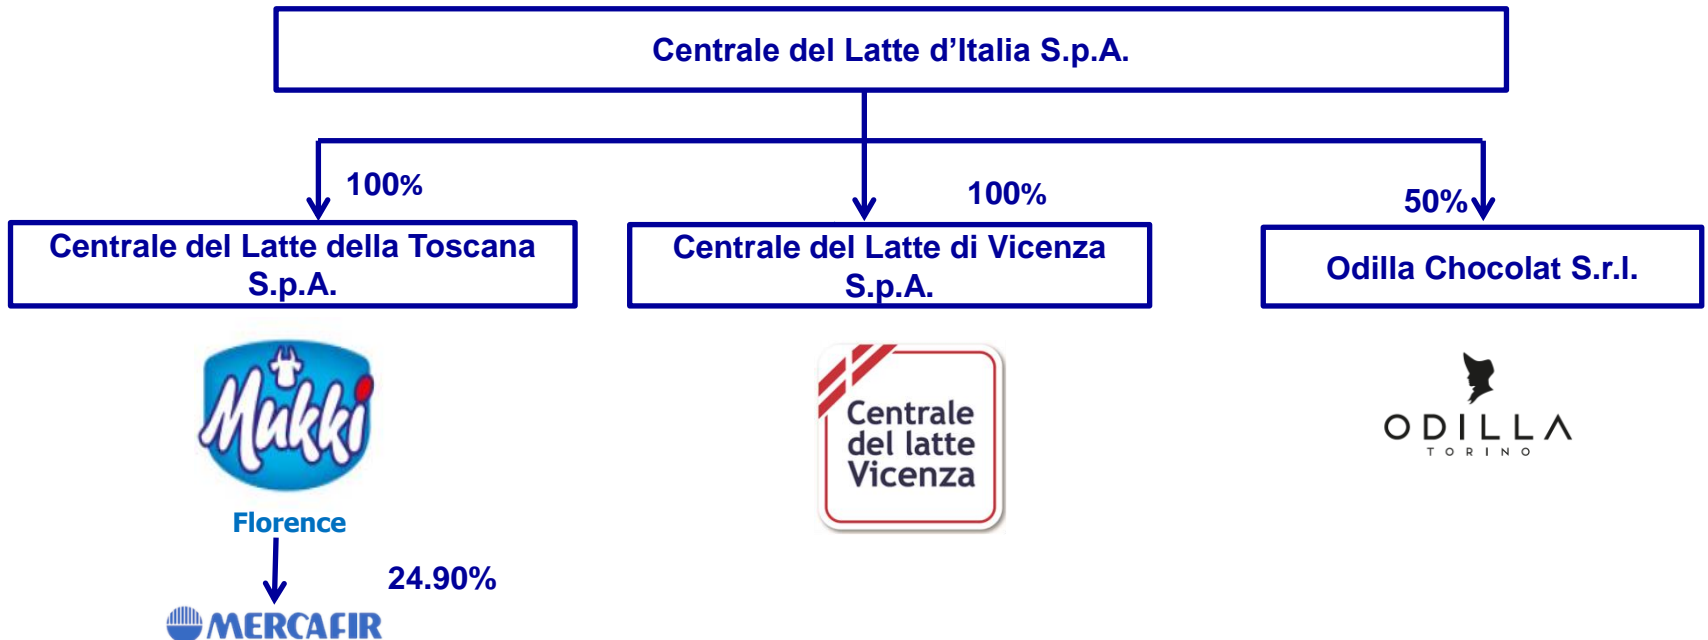 Centrale del Latte d’Italia S.p.A.
100%
100%
50%
Centrale del Latte della Toscana
S.p.A.
Centrale del Latte di Vicenza
S.p.A.
Odilla Chocolat S.r.l.
Mukki
Centrale
del latte
Vicenza
ODILLA
TORINO
Florence
24.90%
MERCAFIR